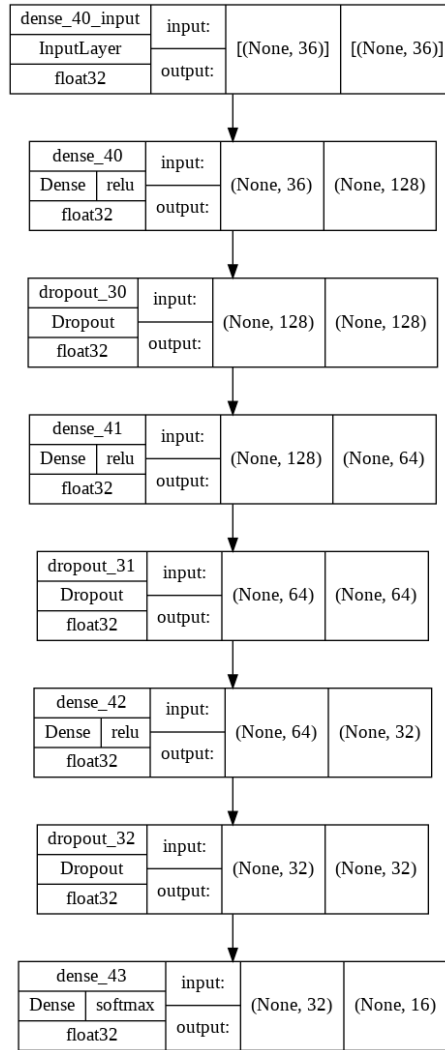 dense_40_input
InputLayer
float32
input:
output:
[(None, 36)]
[(None, 36)]
dense_40
Dense
relu
float32
input:
output:
(None, 36)
(None, 128)
dropout_30
Dropout
float32
input:
output:
(None, 128)
(None, 128)
dense_41
Dense
relu
float32
input:
output:
(None, 128)
(None, 64)
dropout_31
Dropout
float32
input:
output:
(None, 64)
(None, 64)
dense_42
Dense
relu
float32
input:
output:
(None, 64)
(None, 32)
dropout_32
Dropout
float32
input:
output:
(None, 32)
(None, 32)
dense_43
Dense
softmax
float32
input:
output:
(None, 32)
(None, 16)